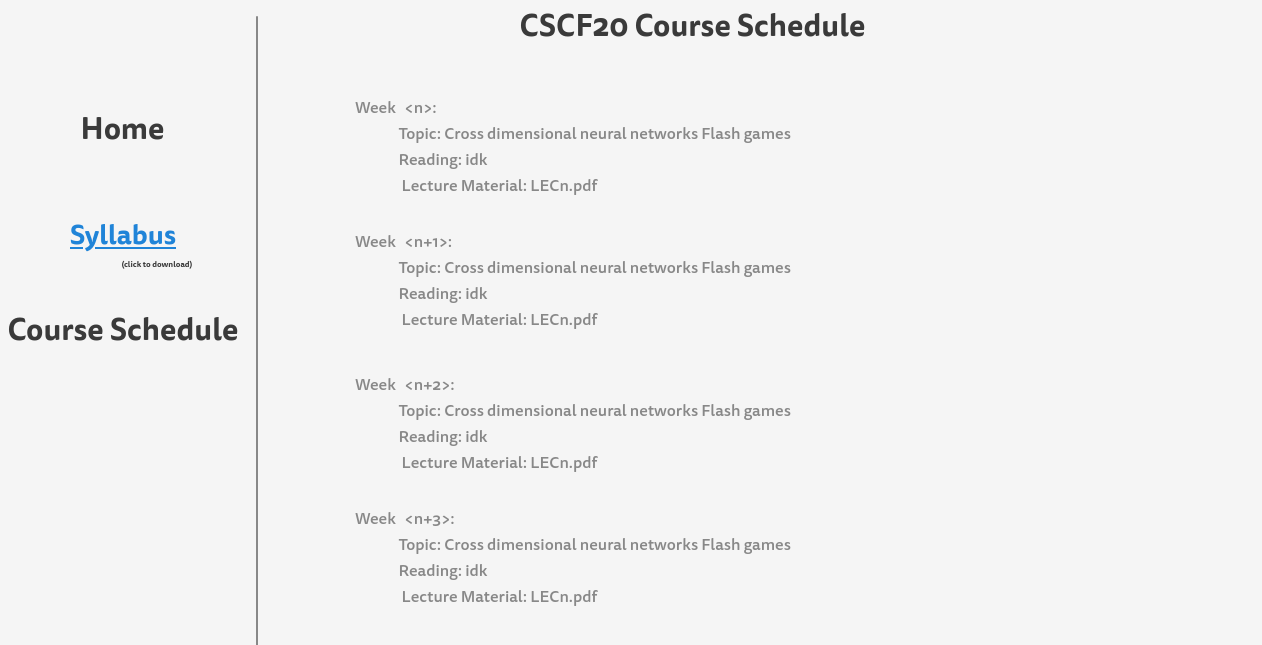 CSCF20 Course Schedule
Home
Syllabus
(click to download)
Course Schedule
Week <n>:
Topic: Cross dimensional neural networks Flash games
Reading: idk
Lecture Material: LECn.pdf
Week <n+1>:
Topic: Cross dimensional neural networks Flash games
Reading: idk
Lecture Material: LECn.pdf
Week <n+2>:
Topic: Cross dimensional neural networks Flash games
Reading: idk
Lecture Material: LECn.pdf
Week <n+3>:
Topic: Cross dimensional neural networks Flash games
Reading: idk
Lecture Material: LECn.pdf